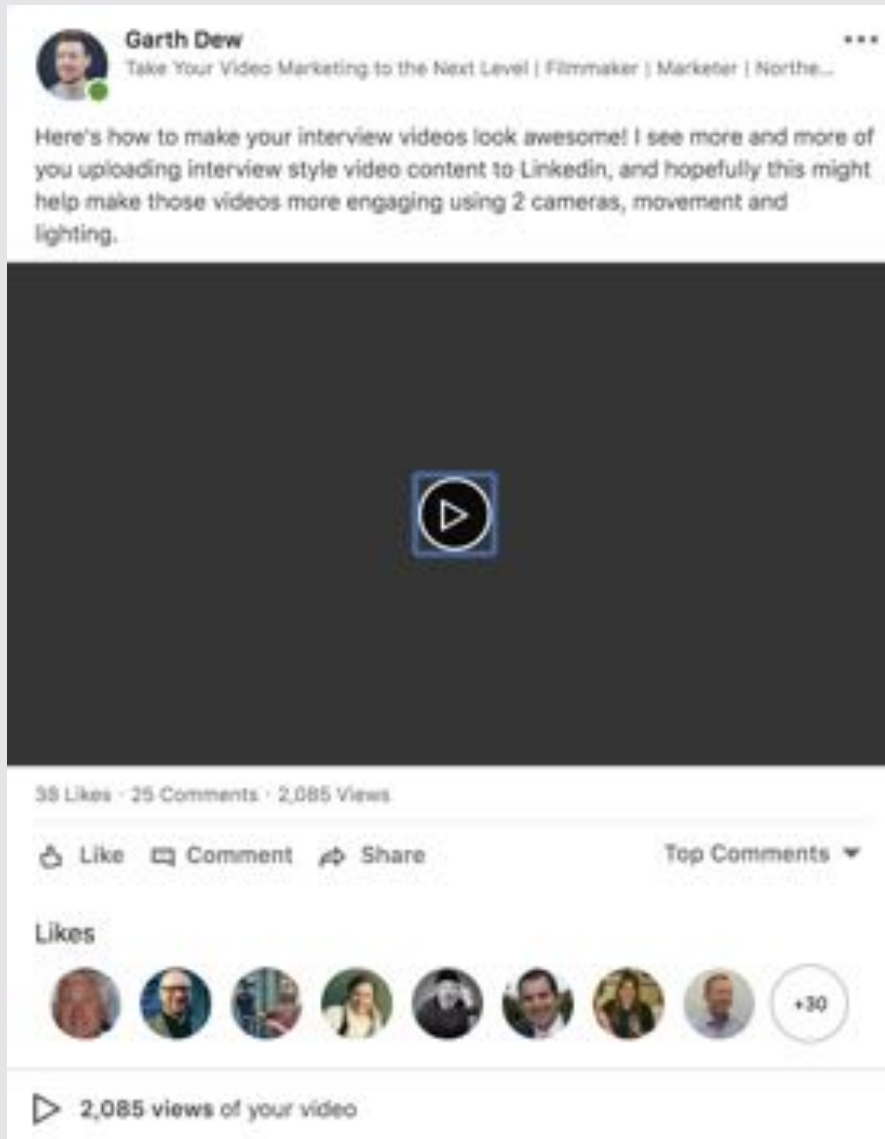 Garth Dew
Take Your Video Marketing to the Next Level | Filmmaker | Marketer | Northe...
Here's how to make your interview videos look awesome! I see more and more of
you uploading interview style video content to Linkedin, and hopefully this might
help make those videos more engaging using 2 cameras, movement and
lighting.
38 Likes · 25 Comments · 2,085 Views
Like Comment Share Top Comments
Likes
+30
2,085 views of your video